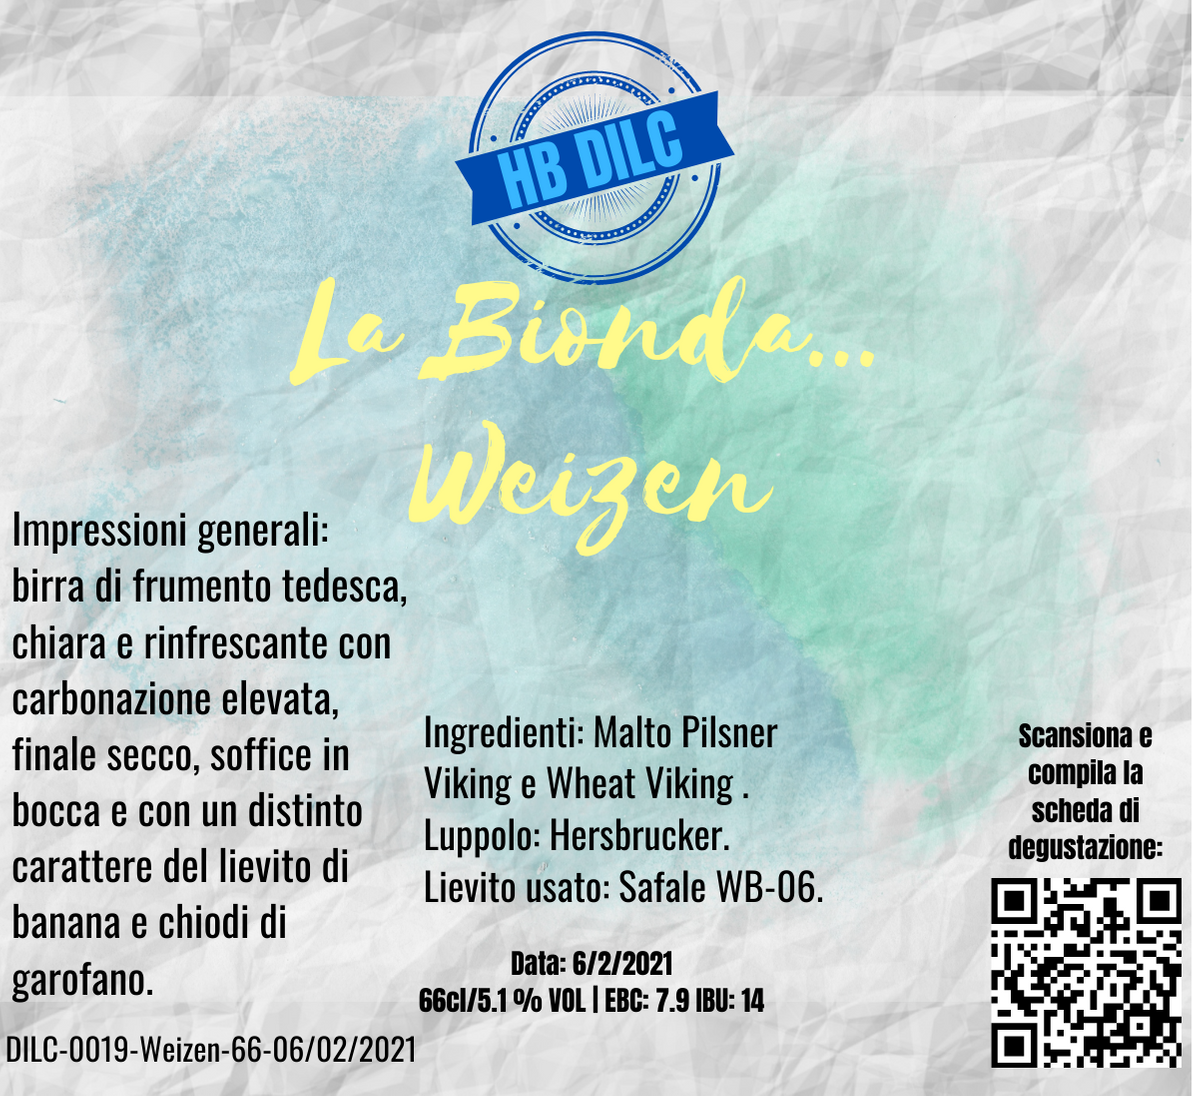 HB DILC
La Bionda...
Weizen
Impressioni generali:
birra di frumento tedesca,
chiara e rinfrescante con
carbonazione elevata,
finale secco, soffice in
bocca e con un distinto
carattere del lievito di
banana e chiodi di
garofano.
DILC-0019-Weizen-66-06/02/2021
Ingredienti: Malto Pilsner
Viking e Wheat Viking .
Luppolo: Hersbrucker.
Lievito usato: Safale WB-06.
Data: 6/2/2021
66cl/5.1 % VOL | EBC: 7.9 IBU: 14
Scansiona e
compila la
scheda di
degustazione: